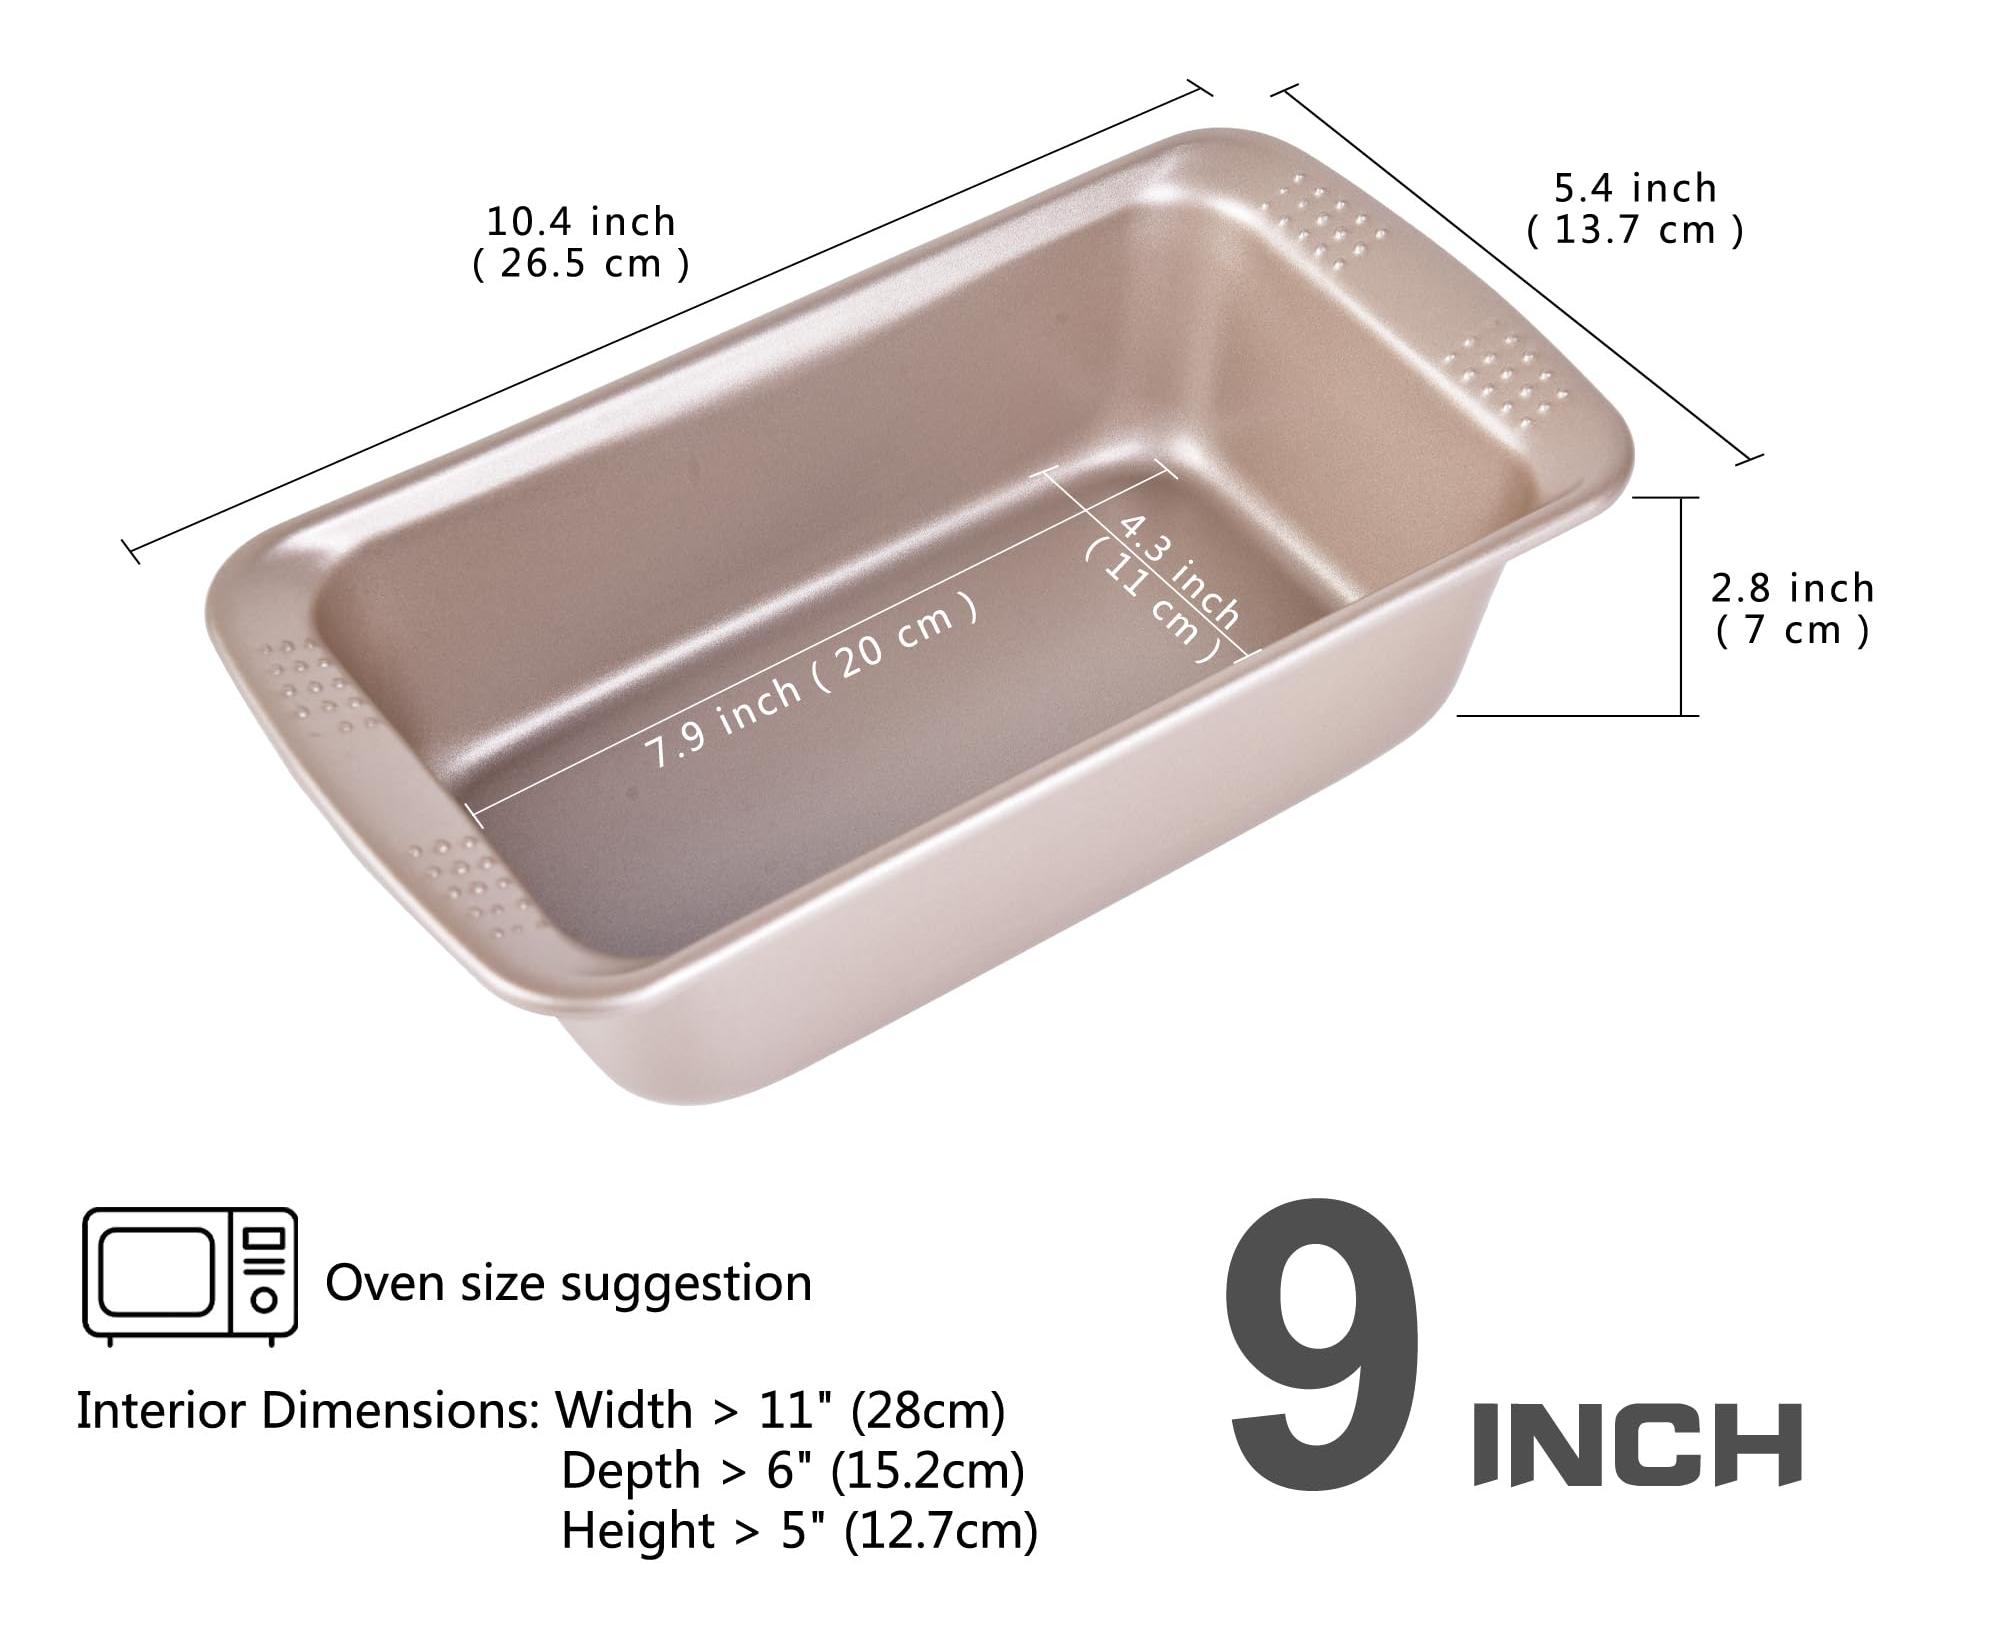 10.4 inch
( 26.5 cm )
5.4 inch
( 13.7 cm )
2.8 inch
( 7 cm )
4.3 inch
( 11 cm )
7.9 inch ( 20 cm )
Oven size suggestion
Interior Dimensions: Width > 11" (28cm)
Depth > 6" (15.2cm)
Height > 5" (12.7cm)
9 INCH